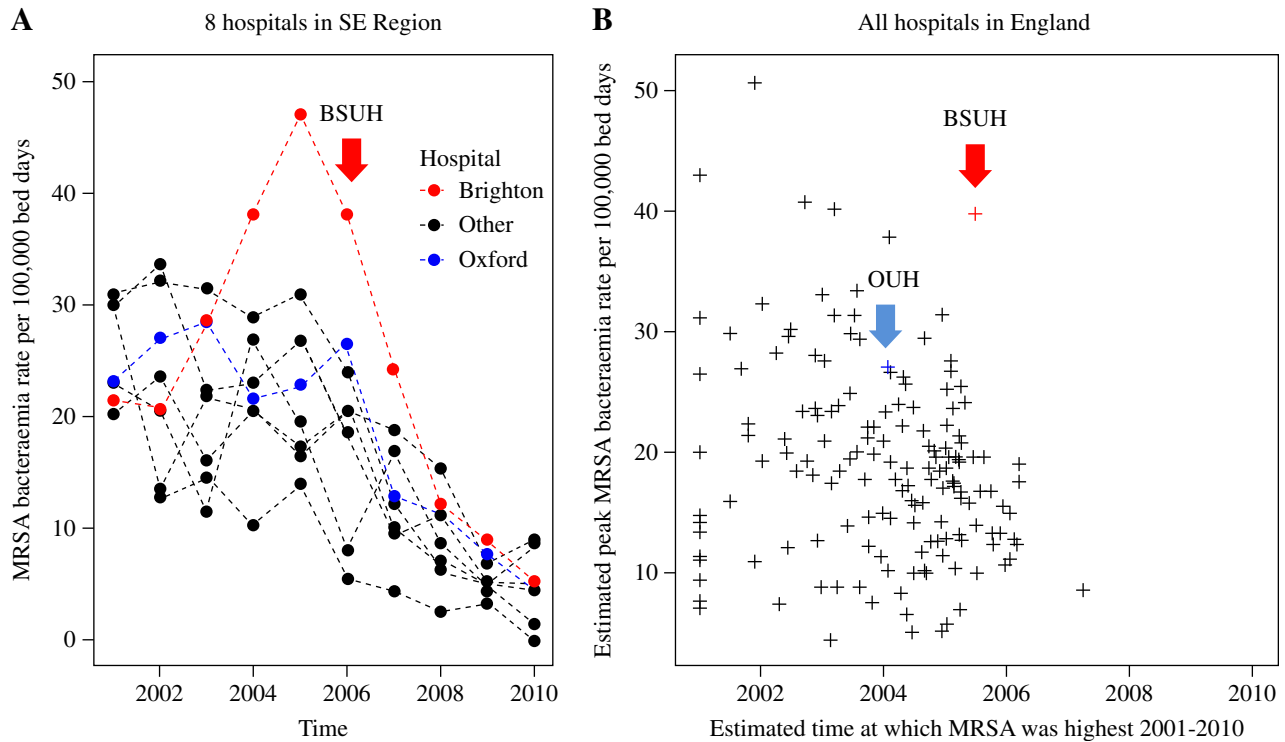 A
8 hospitals in SE Region
MRSA bacteraemia rate per 100,000 bed days
50
40
30
20
10
0
BSUH
Hospital
Brighton
Other
Oxford
2002 2004 2006 2008 2010
Time
B
All hospitals in England
Estimated peak MRSA bacteraemia rate per 100,000 bed days
50
40
30
20
10
BSUH
OUH
2002 2004 2006 2008 2010
Estimated time at which MRSA was highest 2001-2010